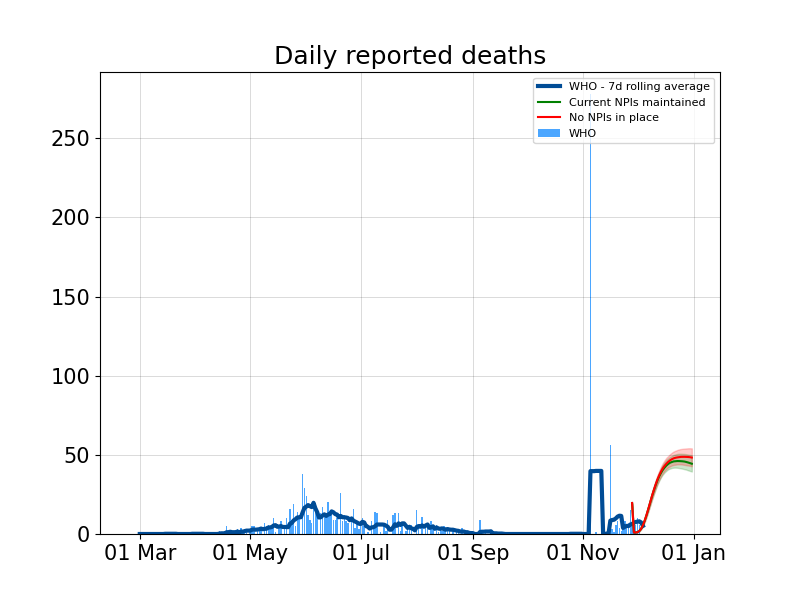 Daily reported deaths
WHO - 7d rolling average
Current NPIs maintained
No NPIs in place
WHO
250
200
150
100
50
0
01 Mar
01 May
01 Jul
01 Sep
01 Nov
01 Jan